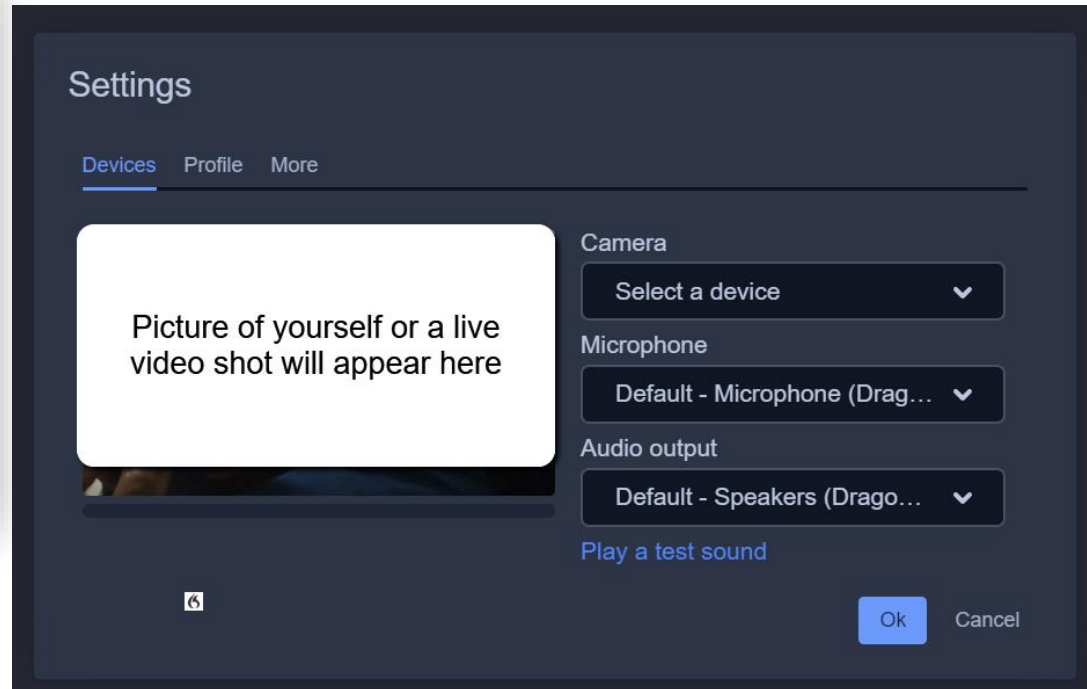 Settings
Devices Profile More
Picture of yourself or a live
video shot will appear here
Camera
Select a device
Microphone
Default - Microphone (Drag...
Audio output
Default - Speakers (Drago...
Play a test sound
Ok Cancel